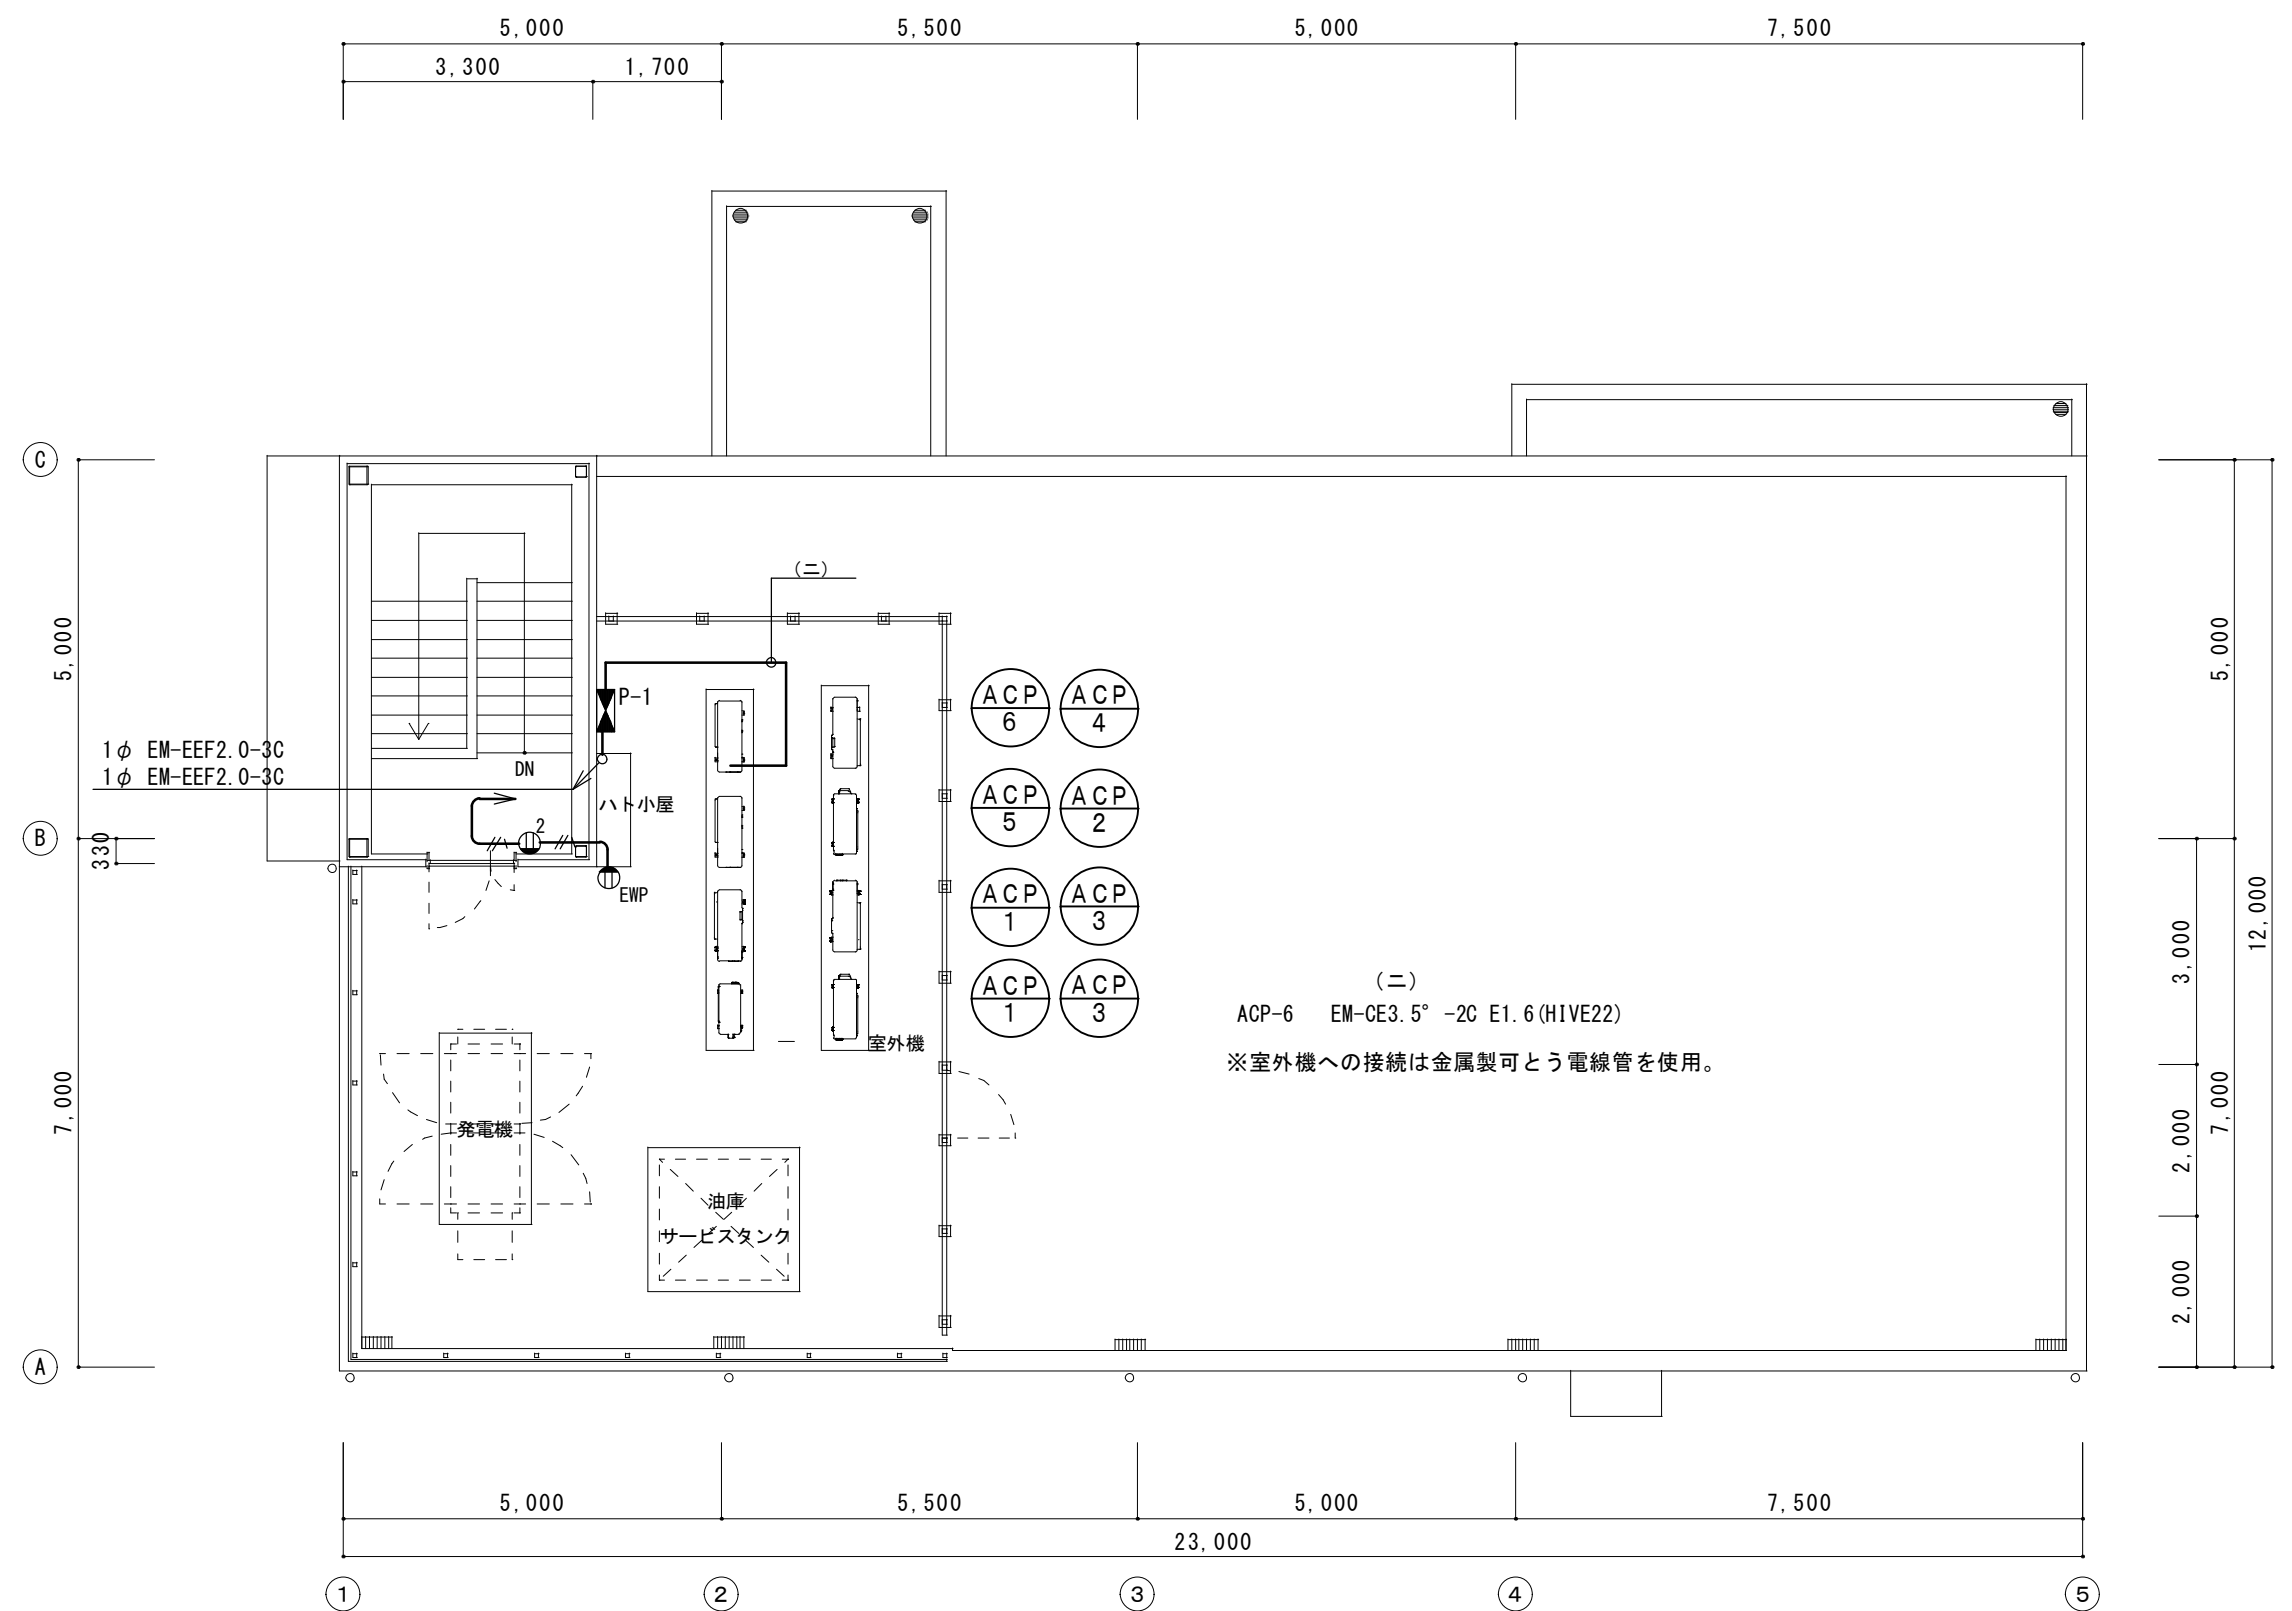 5,000 5,500 5,000 7,500
3,300 1,700
C
(ニ)
5,000
5,000
P-1
ACP 6
ACP 4
1φ EM-EEF2.0-3C
1φ EM-EEF2.0-3C
DN
ハト小屋
ACP 5
ACP 2
B
330
2
EWP
ACP 1
ACP 3
3,000
12,000
ACP 1
ACP 3
(ニ)
ACP-6 EM-CE3.5°-2C E1.6(HIVE22)
室外機
※室外機への接続は金属製可とう電線管を使用。
7,000
発電機
2,000
7,000
油庫
サービスタンク
2,000
A
5,000 5,500 5,000 7,500
23,000
1 2 3 4 5